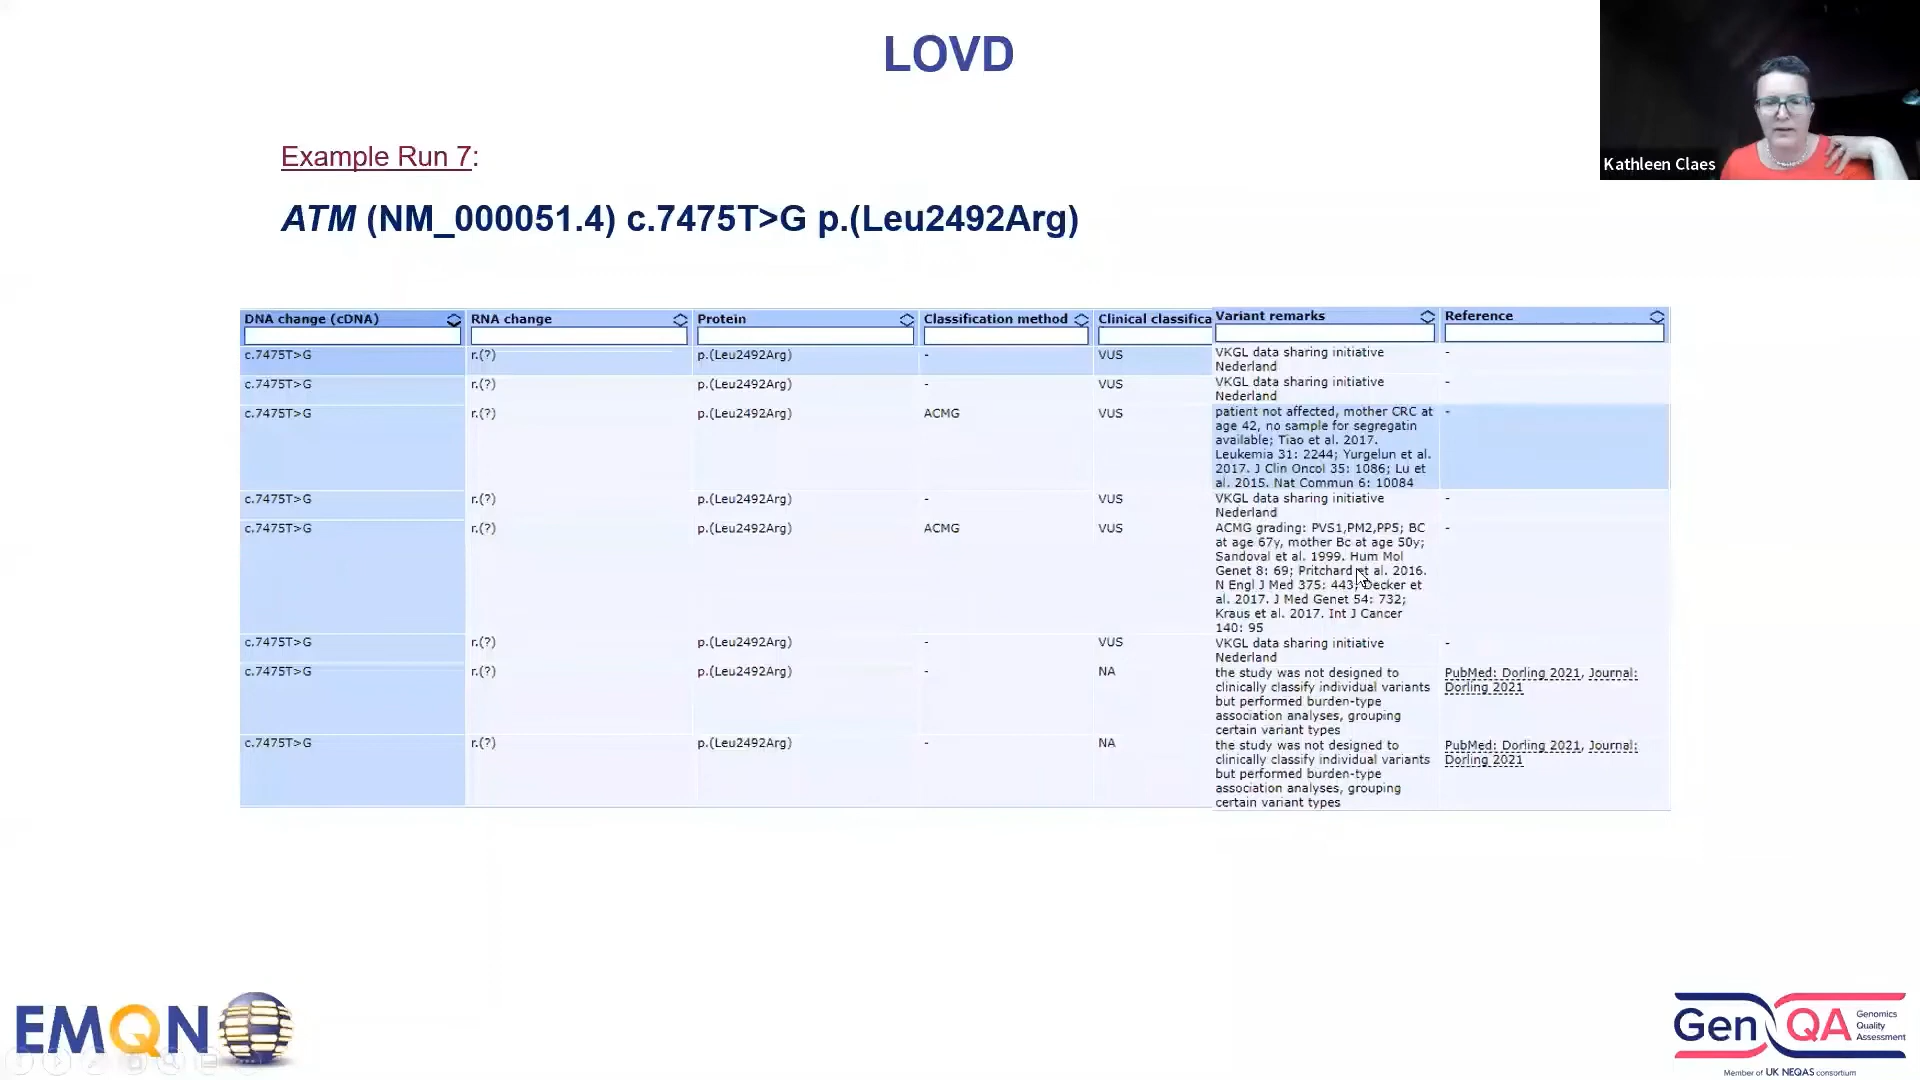 LOVD
Kathleen Claes
Example Run 7:
ATM (NM_000051.4) c.7475T>G p.(Leu2492Arg)
DNA change (cDNA) RNA change Protein Classification method Clinical classifica Variant remarks Reference
c.7475T>G r.(?) p.(Leu2492Arg) - VUS VKGL data sharing initiative -
Nederland
c.7475T>G r.(?) p.(Leu2492Arg) - VUS VKGL data sharing initiative -
Nederland
c.7475T>G r.(?) p.(Leu2492Arg) ACMG VUS patient not affected, mother CRC at -
age 42, no sample for segregatin
available; Tiao et al. 2017.
Leukemia 31: 2244; Yurgelun et al.
2017. J Clin Oncol 35: 1086; Lu et
al. 2015. Nat Commun 6: 10084
c.7475T>G r.(?) p.(Leu2492Arg) - VUS VKGL data sharing initiative -
Nederland
c.7475T>G r.(?) p.(Leu2492Arg) ACMG VUS ACMG grading: PVS1,PM2,PP5; BC -
at age 67y, mother Bc at age 50y;
Sandoval et al. 1999. Hum Mol
Genet 8: 69; Pritchard et al. 2016.
N Engl J Med 375: 443; Decker et
al. 2017. J Med Genet 54: 732;
Kraus et al. 2017. Int J Cancer
140: 95
c.7475T>G r.(?) p.(Leu2492Arg) - VUS VKGL data sharing initiative -
Nederland
c.7475T>G r.(?) p.(Leu2492Arg) - NA the study was not designed to PubMed: Dorling 2021, Journal:
clinically classify individual variants Dorling 2021
but performed burden-type
association analyses, grouping
certain variant types
c.7475T>G r.(?) p.(Leu2492Arg) - NA the study was not designed to PubMed: Dorling 2021, Journal:
clinically classify individual variants Dorling 2021
but performed burden-type
association analyses, grouping
certain variant types
EMQN
GenQA
Genomics
Quality
Assessment
Member of UK NEQAS consortium